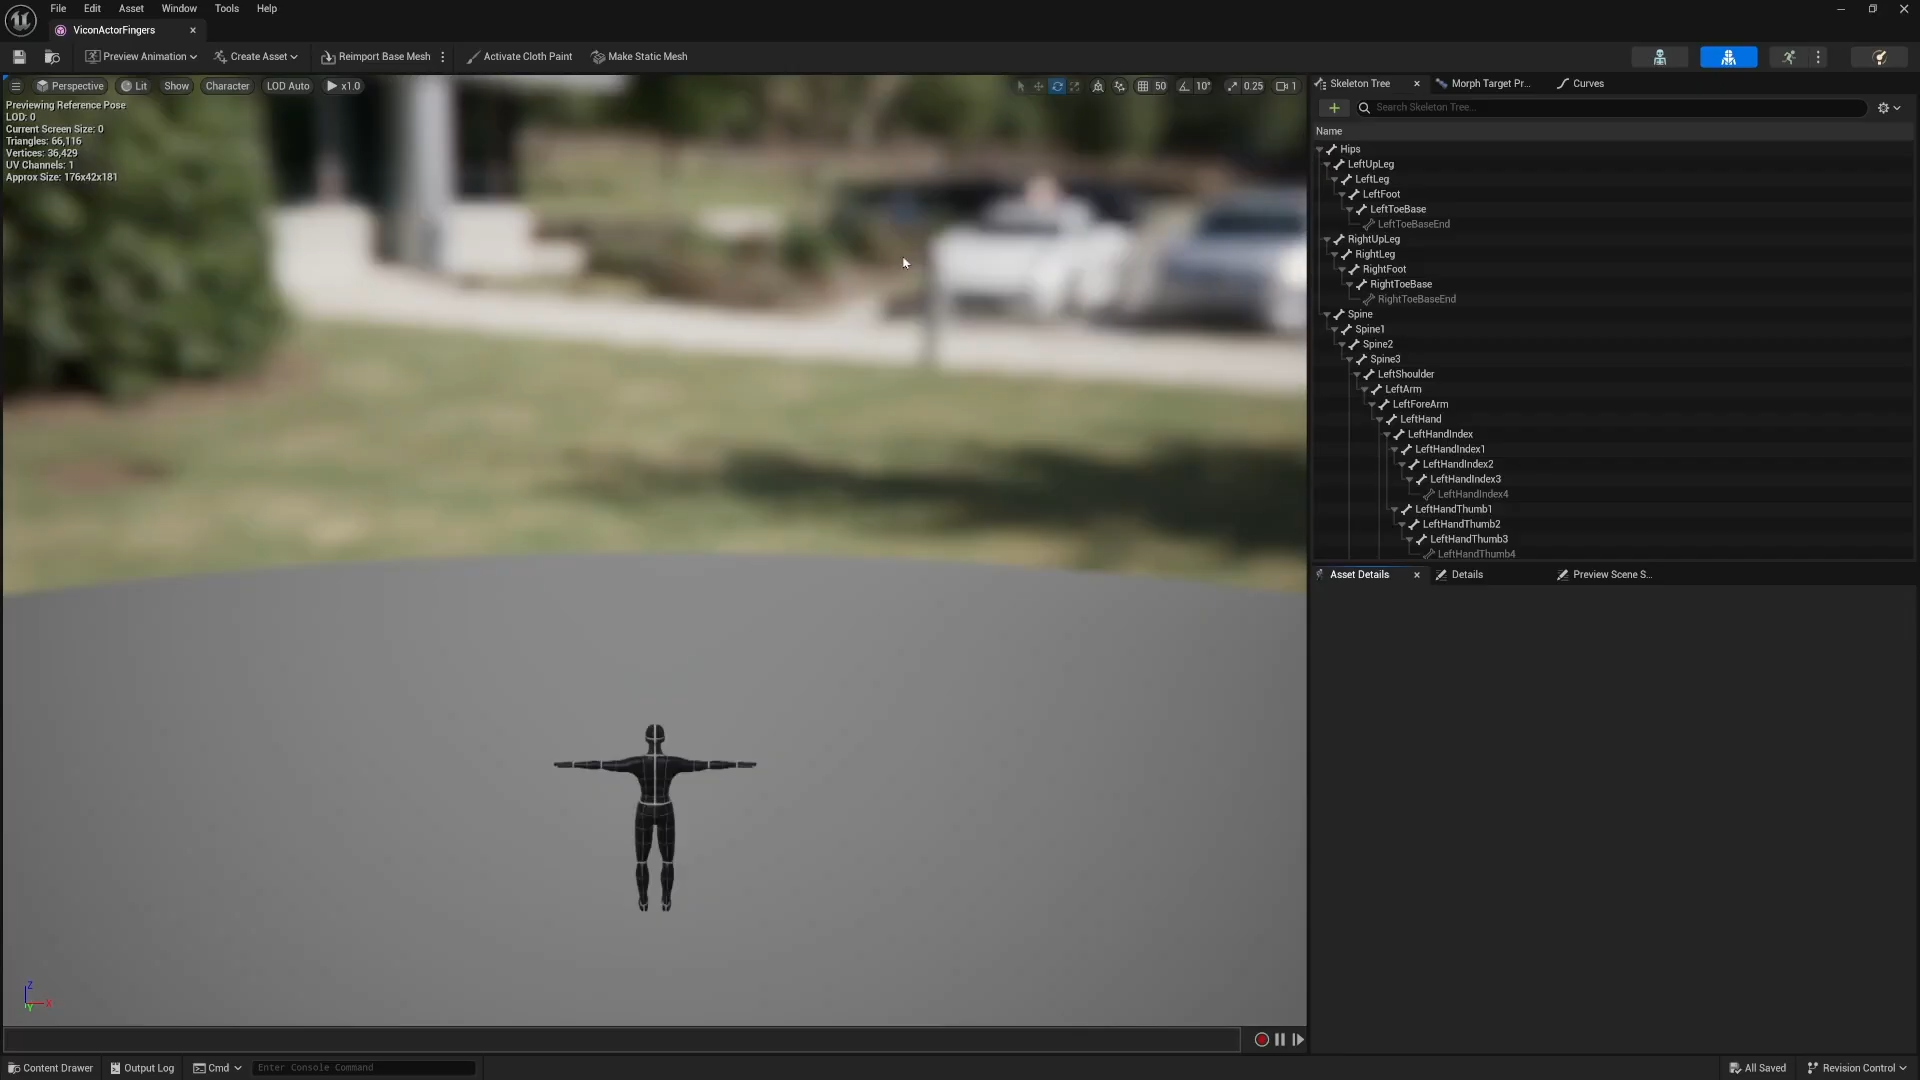 File Edit Asset Window Tools Help
ViconActorFingers
Preview Animation Create Asset Reimport Base Mesh Activate Cloth Paint Make Static Mesh
Perspective Lit Show Character LOD Auto x1.0 50 10° 0.25 1
Previewing Reference Pose
LOD: 0
Current Screen Size: 0
Triangles: 66,116
Vertices: 36,429
UV Channels: 1
Approx Size: 176x42x181
Z
X
Y
Skeleton Tree Morph Target Pr... Curves
Search Skeleton Tree...
Name
Hips
LeftUpLeg
LeftLeg
LeftFoot
LeftToeBase
LeftToeBaseEnd
RightUpLeg
RightLeg
RightFoot
RightToeBase
RightToeBaseEnd
Spine
Spine1
Spine2
Spine3
LeftShoulder
LeftArm
LeftForeArm
LeftHand
LeftHandIndex
LeftHandIndex1
LeftHandIndex2
LeftHandIndex3
LeftHandIndex4
LeftHandThumb1
LeftHandThumb2
LeftHandThumb3
LeftHandThumb4
Asset Details Details Preview Scene S...
Content Drawer Output Log Cmd Enter Console Command All Saved Revision Control